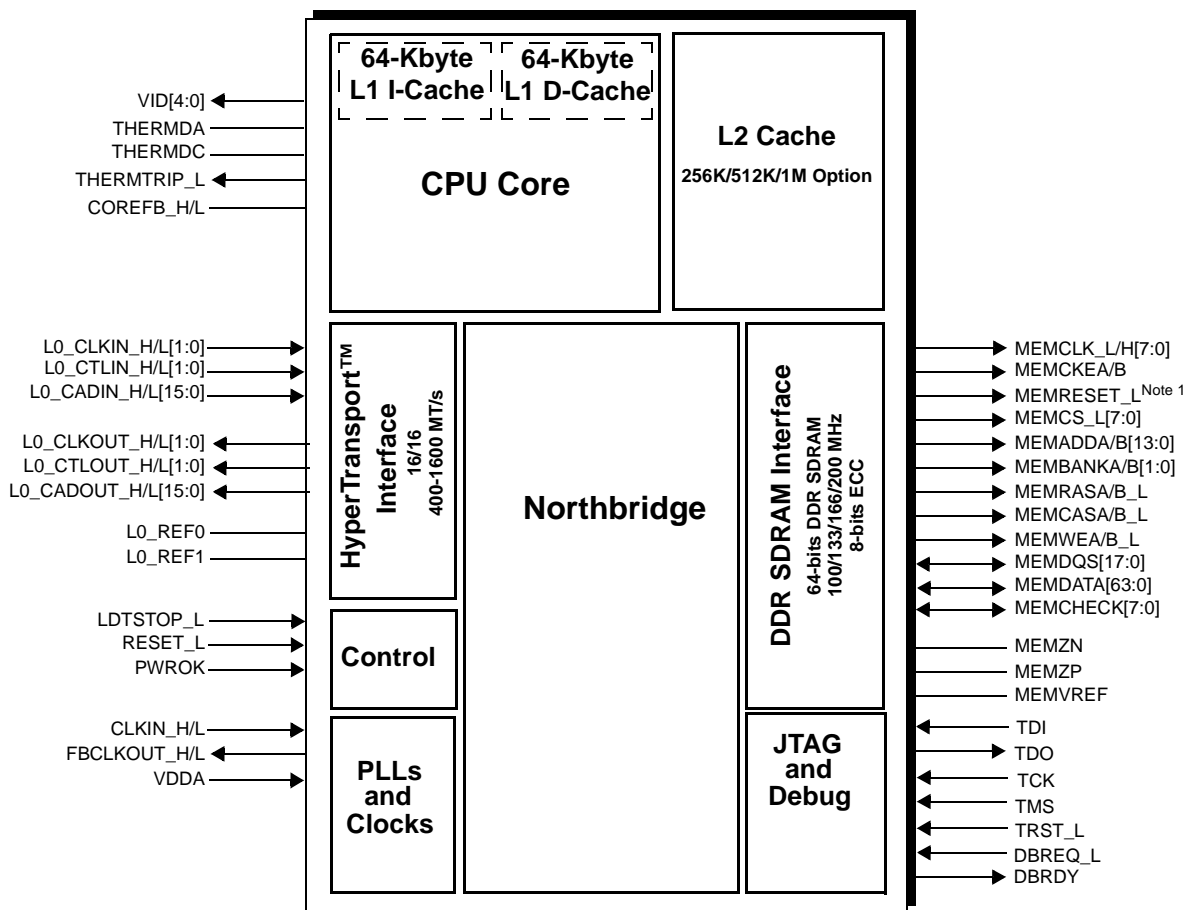 64-Kbyte
L1 I-Cache
64-Kbyte
L1 D-Cache
CPU Core
L2 Cache
256K/512K/1M Option
VID[4:0]
THERMDA
THERMDC
THERMTRIP_L
COREFB_H/L
L0_CLKIN_H/L[1:0]
L0_CTLIN_H/L[1:0]
L0_CADIN_H/L[15:0]
L0_CLKOUT_H/L[1:0]
L0_CTLOUT_H/L[1:0]
L0_CADOUT_H/L[15:0]
L0_REF0
L0_REF1
LDTSTOP_L
RESET_L
PWROK
CLKIN_H/L
FBCLKOUT_H/L
VDDA
HyperTransport™
Interface
16/16
400-1600 MT/s
Control
PLLs
and
Clocks
Northbridge
DDR SDRAM Interface
64-bits DDR SDRAM
100/133/166/200 MHz
8-bits ECC
JTAG
and
Debug
MEMCLK_L/H[7:0]
MEMCKEA/B
MEMRESET_L Note 1
MEMCS_L[7:0]
MEMADDA/B[13:0]
MEMBANKA/B[1:0]
MEMRASA/B_L
MEMCASA/B_L
MEMWEA/B_L
MEMDQS[17:0]
MEMDATA[63:0]
MEMCHECK[7:0]
MEMZN
MEMZP
MEMVREF
TDI
TDO
TCK
TMS
TRST_L
DBREQ_L
DBRDY